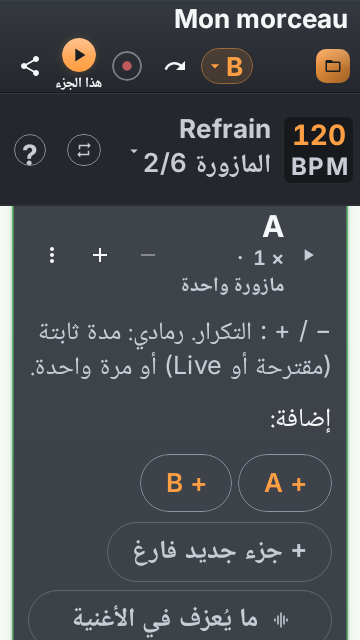 Mon morceau
B
هذا الجزء
Refrain
المازورة 2/6
120
BPM
?
A
× 1 ·
مازورة واحدة
− / + : التكرار. رمادي: مدة ثابتة
(مقترحة أو Live) أو مرة واحدة.
إضافة:
+ A
+ B
+ جزء جديد فارغ
ما يُعزف في الأغنية